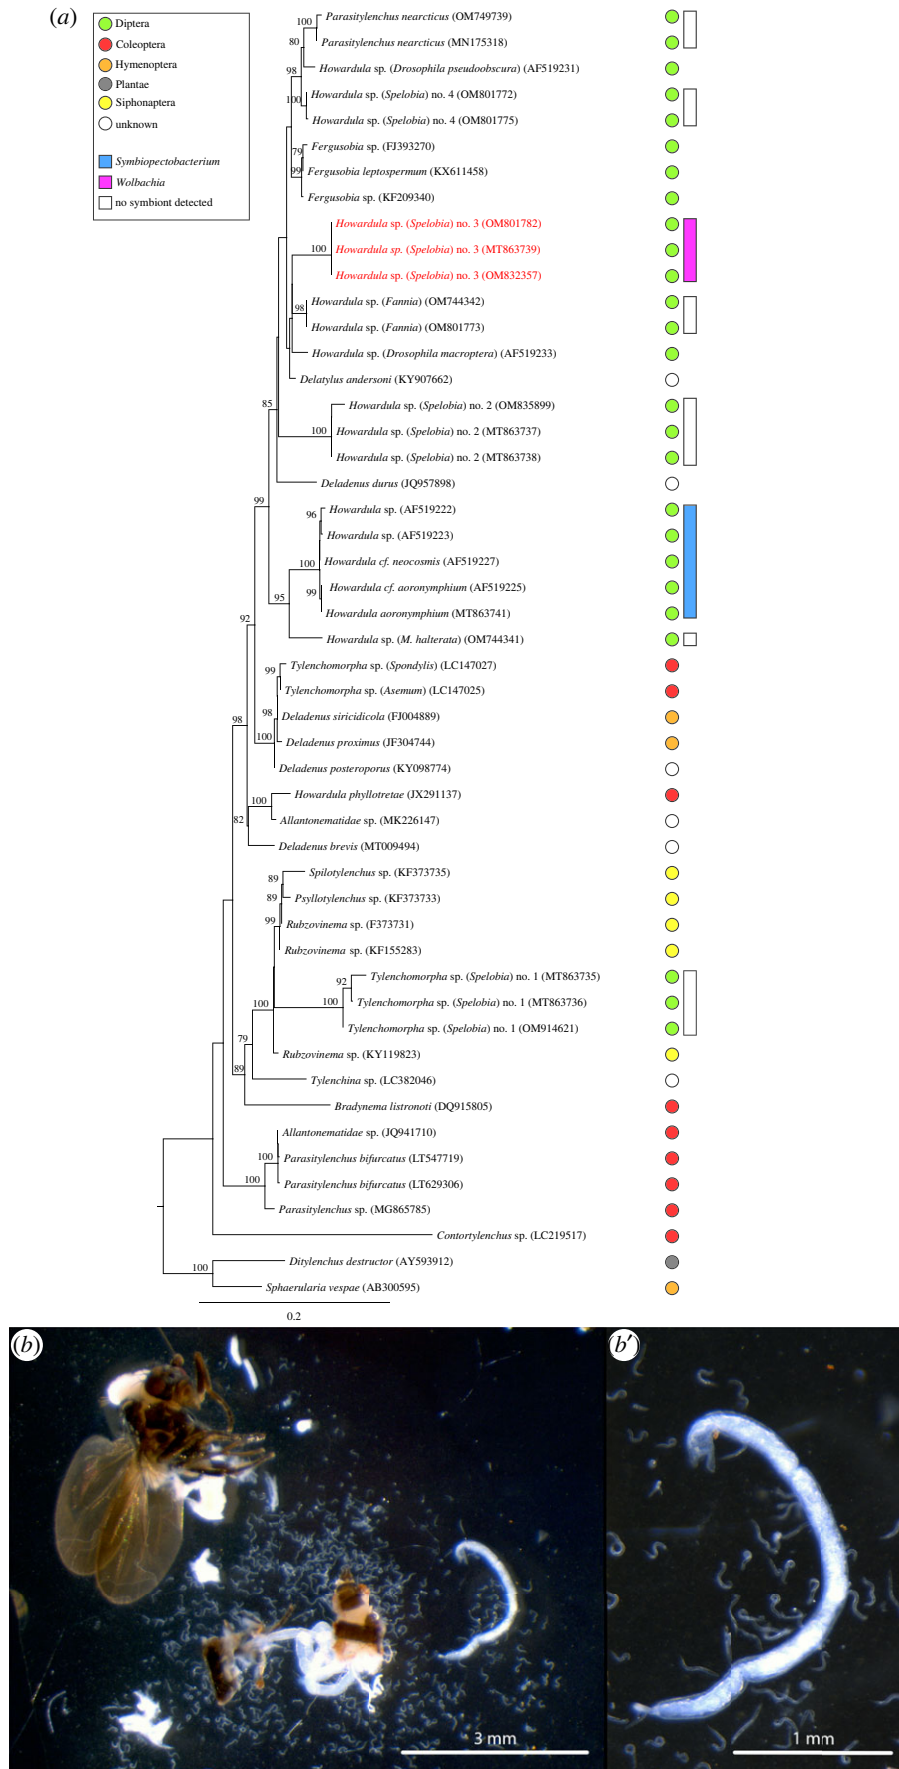 (a)
Diptera
Coleoptera
Hymenoptera
Plantae
Siphonaptera
unknown
Symbiopectobacterium
Wolbachia
no symbiont detected
Parasitylenchus nearcticus (OM749739)
100
Parasitylenchus nearcticus (MN175318)
80
Howardula sp. (Drosophila pseudoobscura) (AF519231)
98
Howardula sp. (Spelobia) no. 4 (OM801772)
100
Howardula sp. (Spelobia) no. 4 (OM801775)
Fergusobia sp. (FJ393270)
79
Fergusobia leptospermum (KX611458)
99
Fergusobia sp. (KF209340)
Howardula sp. (Spelobia) no. 3 (OM801782)
100 Howardula sp. (Spelobia) no. 3 (MT863739)
Howardula sp. (Spelobia) no. 3 (OM832357)
Howardula sp. (Fannia) (OM744342)
98
Howardula sp. (Fannia) (OM801773)
Howardula sp. (Drosophila macroptera) (AF519233)
Delatylus andersoni (KY907662)
85
Howardula sp. (Spelobia) no. 2 (OM835899)
100 Howardula sp. (Spelobia) no. 2 (MT863737)
Howardula sp. (Spelobia) no. 2 (MT863738)
Deladenus durus (JQ957898)
99
Howardula sp. (AF519222)
96
Howardula sp. (AF519223)
100 Howardula cf. neocosmis (AF519227)
Howardula cf. aoronymphium (AF519225)
99
95
Howardula aoronymphium (MT863741)
92
Howardula sp. (M. halterata) (OM744341)
Tylenchomorpha sp. (Spondylis) (LC147027)
99
Tylenchomorpha sp. (Asemum) (LC147025)
98
Deladenus siricidicola (FJ004889)
98
100 Deladenus proximus (JF304744)
Deladenus posteroporus (KY098774)
Howardula phyllotretae (JX291137)
100
82
Allantonematidae sp. (MK226147)
Deladenus brevis (MT009494)
Spilotylenchus sp. (KF373735)
89
89 Psyllotylenchus sp. (KF373733)
99
Rubzovinema sp. (F373731)
Rubzovinema sp. (KF155283)
Tylenchomorpha sp. (Spelobia) no. 1 (MT863735)
92
100 100 Tylenchomorpha sp. (Spelobia) no. 1 (MT863736)
Tylenchomorpha sp. (Spelobia) no. 1 (OM914621)
79
Rubzovinema sp. (KY119823)
89
Tylenchina sp. (LC382046)
Bradynema listronoti (DQ915805)
Allantonematidae sp. (JQ941710)
100 Parasitylenchus bifurcatus (LT547719)
100
Parasitylenchus bifurcatus (LT629306)
Parasitylenchus sp. (MG865785)
Contortylenchus sp. (LC219517)
Ditylenchus destructor (AY593912)
100
Sphaerularia vespae (AB300595)
0.2
(b)
3 mm
(b′)
1 mm